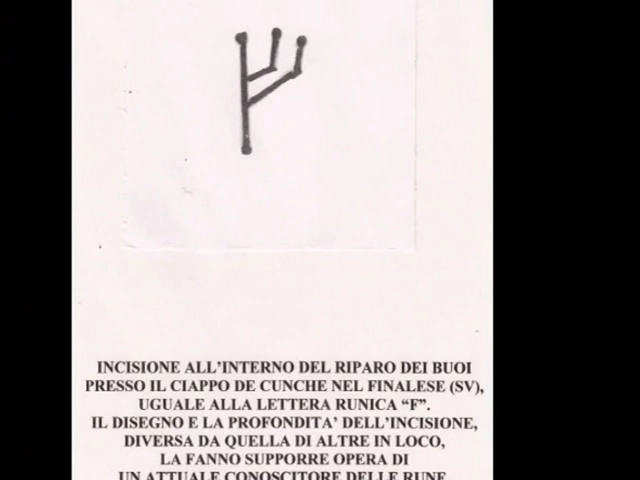 INCISIONE ALL'INTERNO DEL RIPARO DEI BUOI
PRESSO IL CIAPPO DE CUNCHE NEL FINALESE (SV),
UGUALE ALLA LETTERA RUNICA “F”.
IL DISEGNO E LA PROFONDITA' DELL'INCISIONE,
DIVERSA DA QUELLA DI ALTRE IN LOCO,
LA FANNO SUPPORRE OPERA DI
UN ATTUALE CONOSCITORE DELLE RUNE